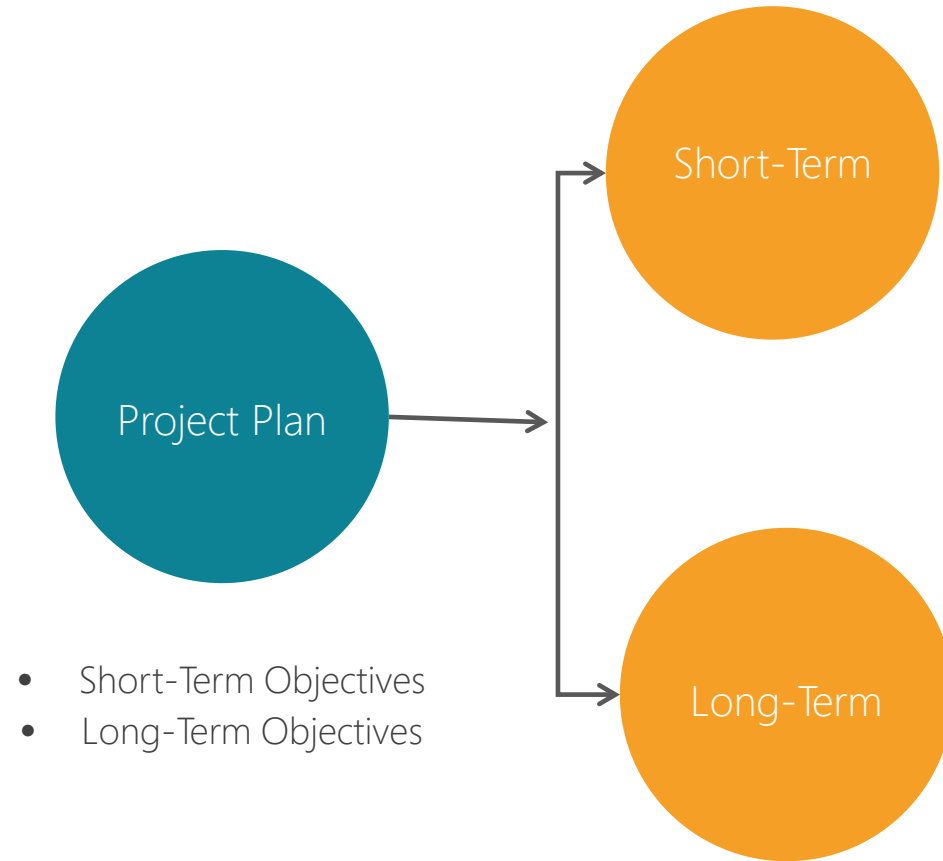 Short-Term
Project Plan
• Short-Term Objectives
• Long-Term Objectives
Long-Term